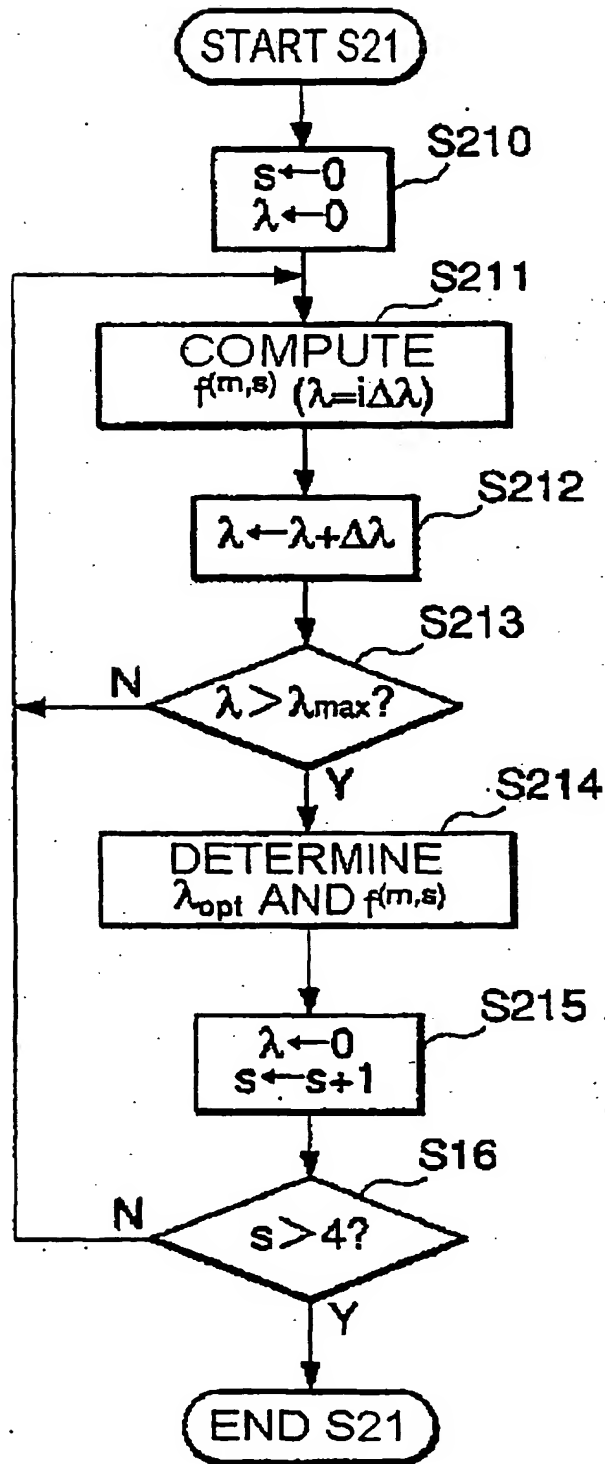 START S21
S210
s←0
λ←0
S211
COMPUTE
f(m,s) (λ=iΔλ)
S212
λ←λ+Δλ
S213
N
λ>λmax?
Y
S214
DETERMINE
λopt AND f(m,s)
S215
λ←0
s←s+1
S16
N
s>4?
Y
END S21